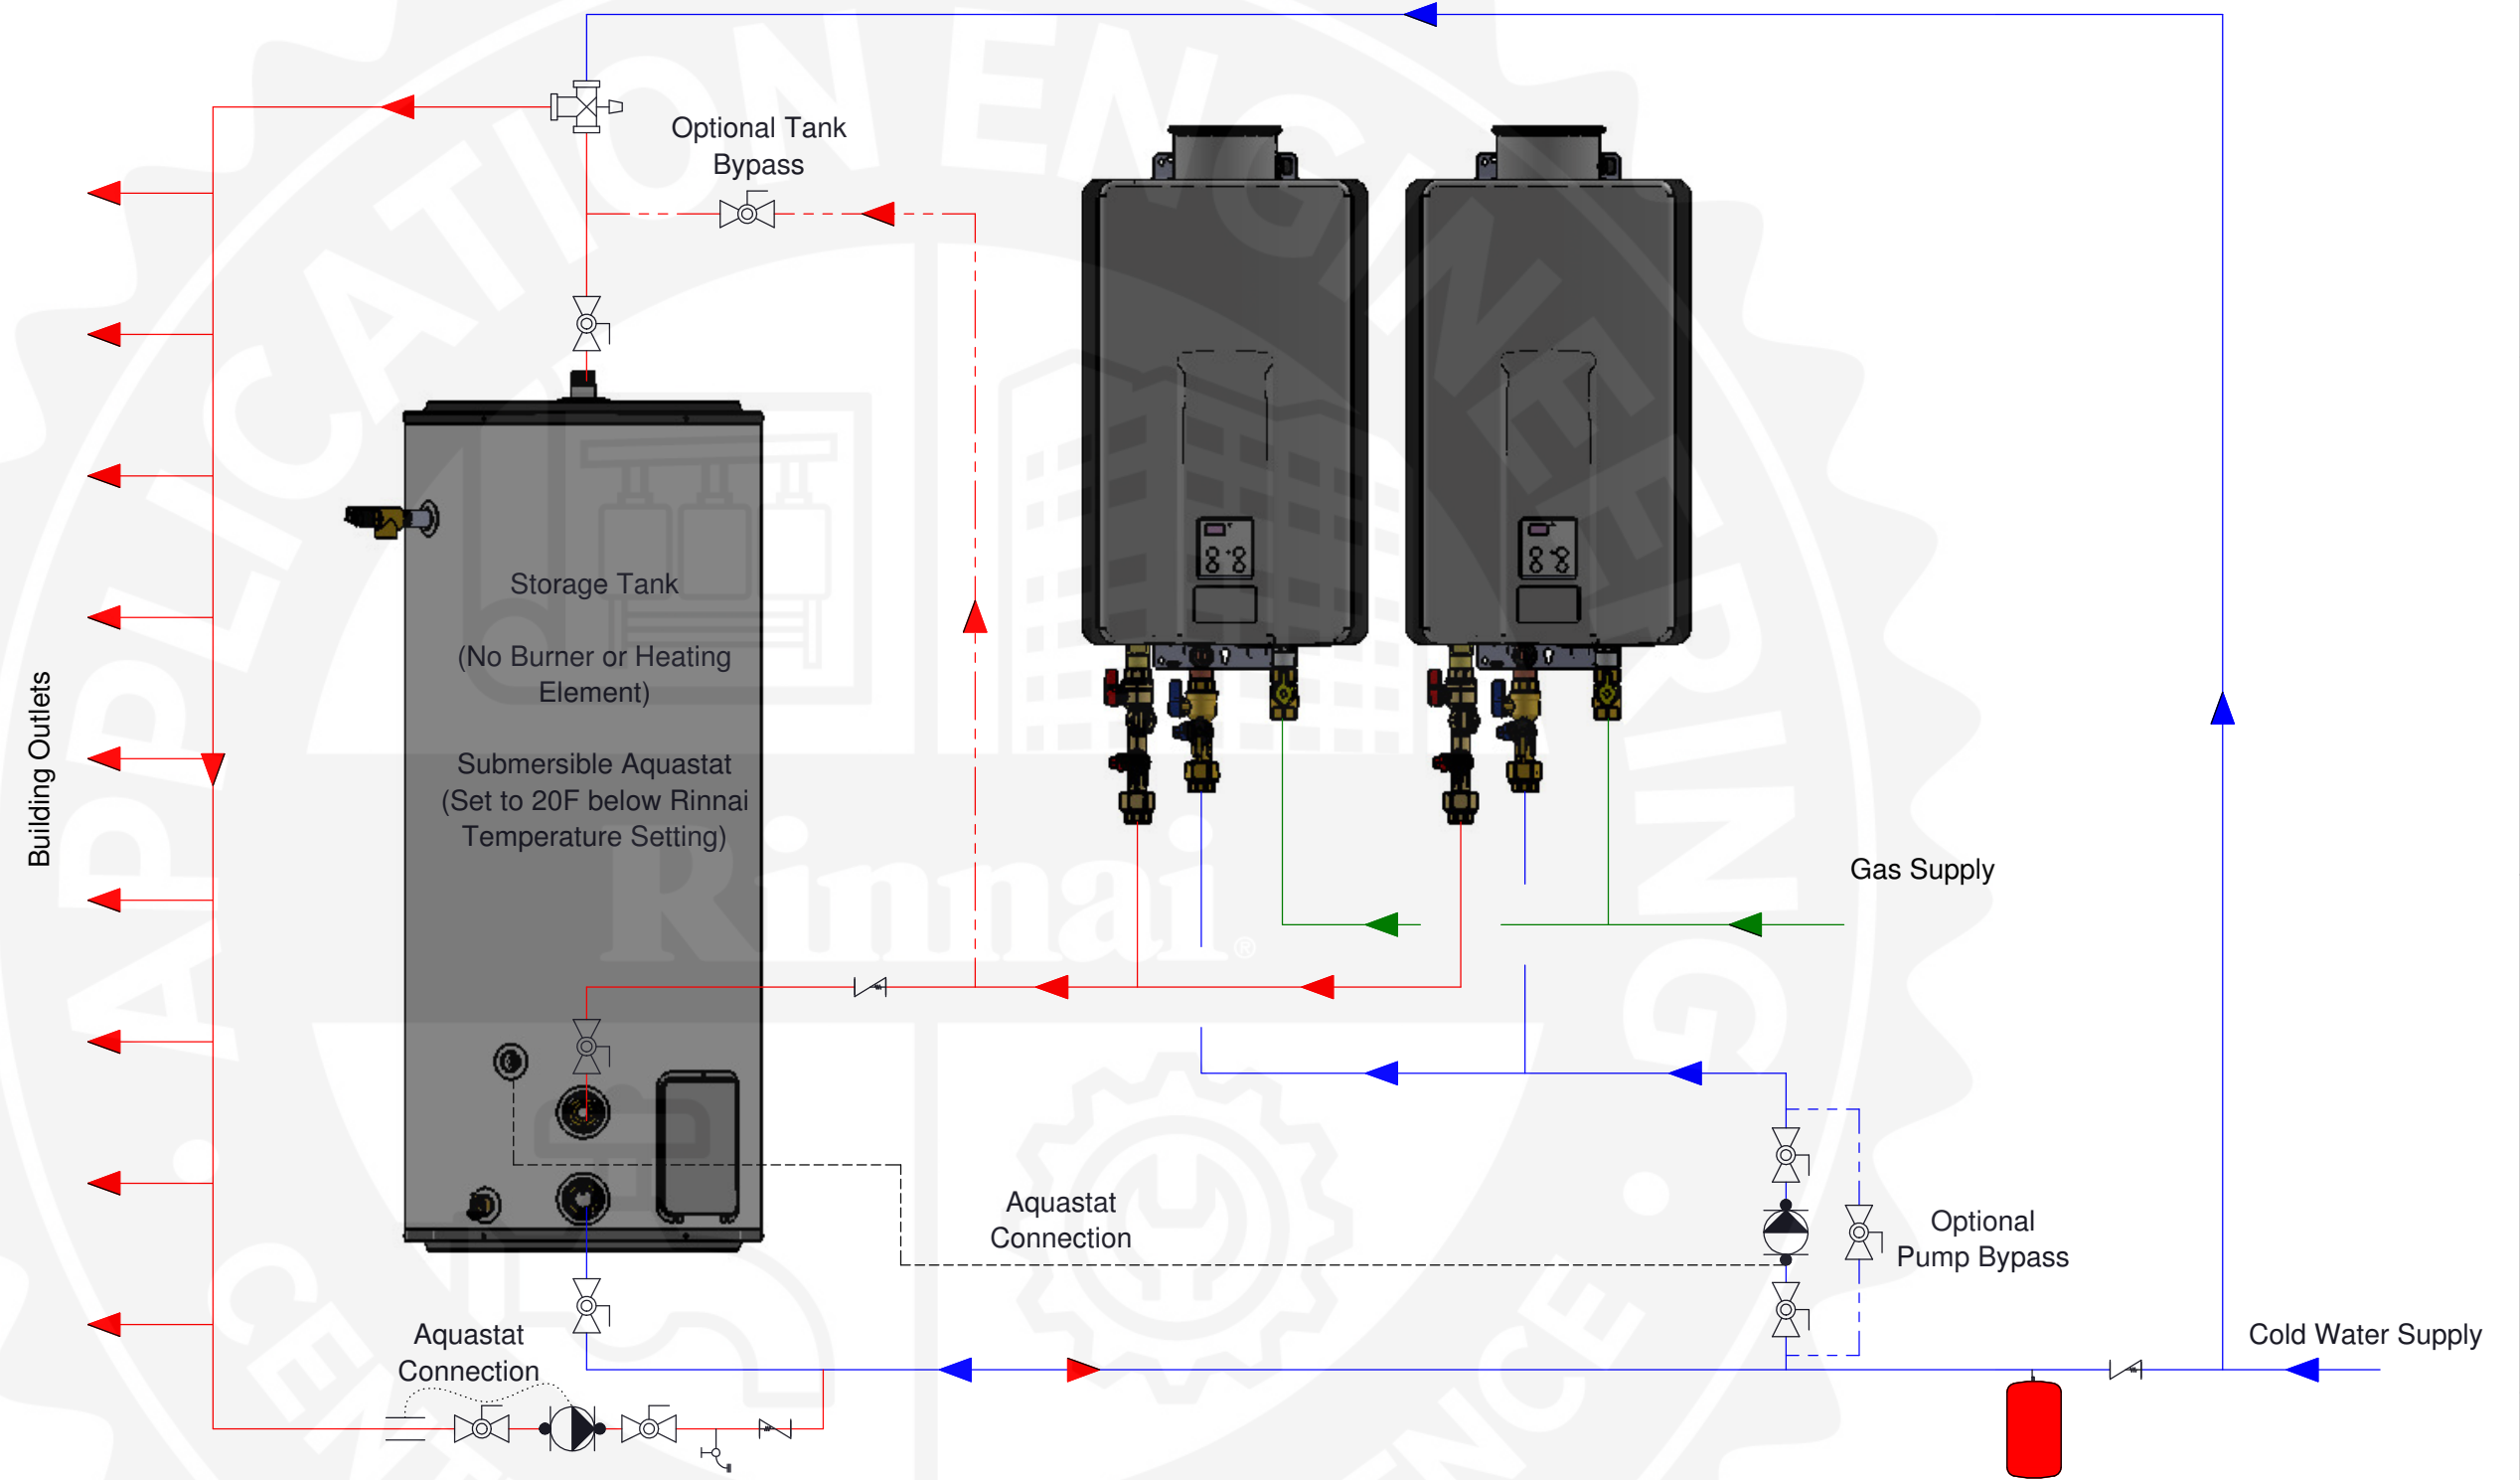 Optional Tank
Bypass
Storage Tank
(No Burner or Heating
Element)
Submersible Aquastat
(Set to 20F below Rinnai
Temperature Setting)
Building Outlets
Gas Supply
Aquastat
Connection
Optional
Pump Bypass
Cold Water Supply
Aquastat
Connection
APPLICATION ENGINEERING
Rinnai®